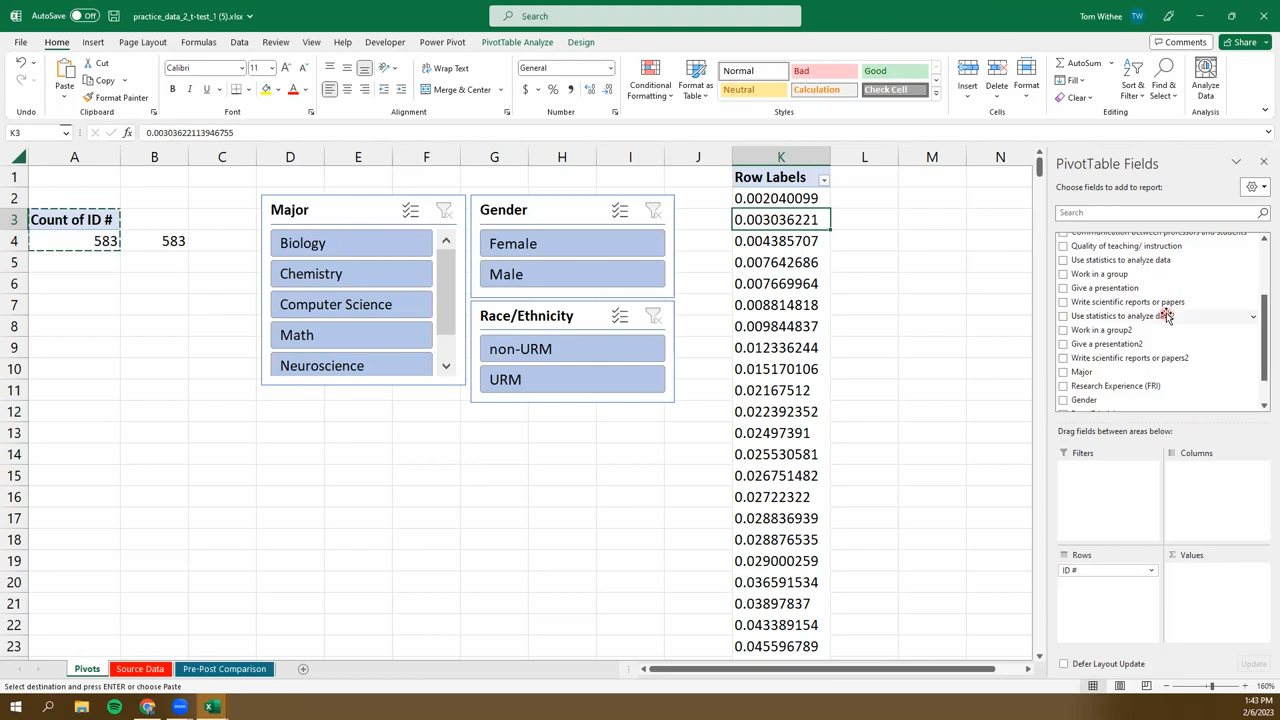 AutoSave Off practice_data_2_t-test_1 (5).xlsx Search Tom Withee TW
File Home Insert Page Layout Formulas Data Review View Help Developer Power Pivot PivotTable Analyze Design Comments Share
Paste Cut Copy Format Painter
Calibri 11 B I U A
Wrap Text Merge & Center
General $ %
Conditional Formatting Format as Table
Normal Bad Good
Neutral Calculation Check Cell
Insert Delete Format
AutoSum Fill Clear Sort & Filter Find & Select Analyze Data
Undo Clipboard Font Alignment Number Styles Cells Editing Analysis
K3 fx 0.00303622113946755
A B C D E F G H I J K L M N
1 Row Labels
2 0.002040099
3 Count of ID # 0.003036221
4 583 583 0.004385707
5 0.007642686
6 0.007669964
7 0.008814818
8 0.009844837
9 0.012336244
10 0.015170106
11 0.02167512
12 0.022392352
13 0.02497391
14 0.025530581
15 0.026751482
16 0.02722322
17 0.028836939
18 0.028876535
19 0.029000259
20 0.036591534
21 0.03897837
22 0.043389154
23 0.045596789
Major
Biology
Chemistry
Computer Science
Math
Neuroscience
Gender
Female
Male
Race/Ethnicity
non-URM
URM
PivotTable Fields
Choose fields to add to report:
Search
Communication between professors and students
Quality of teaching/ instruction
Use statistics to analyze data
Work in a group
Give a presentation
Write scientific reports or papers
Use statistics to analyze
Work in a group2
Give a presentation2
Write scientific reports or papers2
Major
Research Experience (FRI)
Gender
Drag fields between areas below:
Filters Columns
Rows Values
ID #
Defer Layout Update Update
Pivots Source Data Pre-Post Comparison
Select destination and press ENTER or choose Paste 160%
1:43 PM
2/6/2023